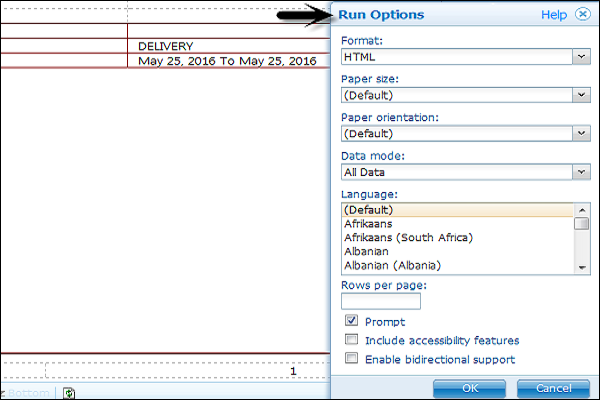 DELIVERY
May 25, 2016 To May 25, 2016
1
Bottom
Run Options
Help
Format:
HTML
Paper size:
(Default)
Paper orientation:
(Default)
Data mode:
All Data
Language:
(Default)
Afrikaans
Afrikaans (South Africa)
Albanian
Albanian (Albania)
Rows per page:
Prompt
Include accessibility features
Enable bidirectional support
OK
Cancel